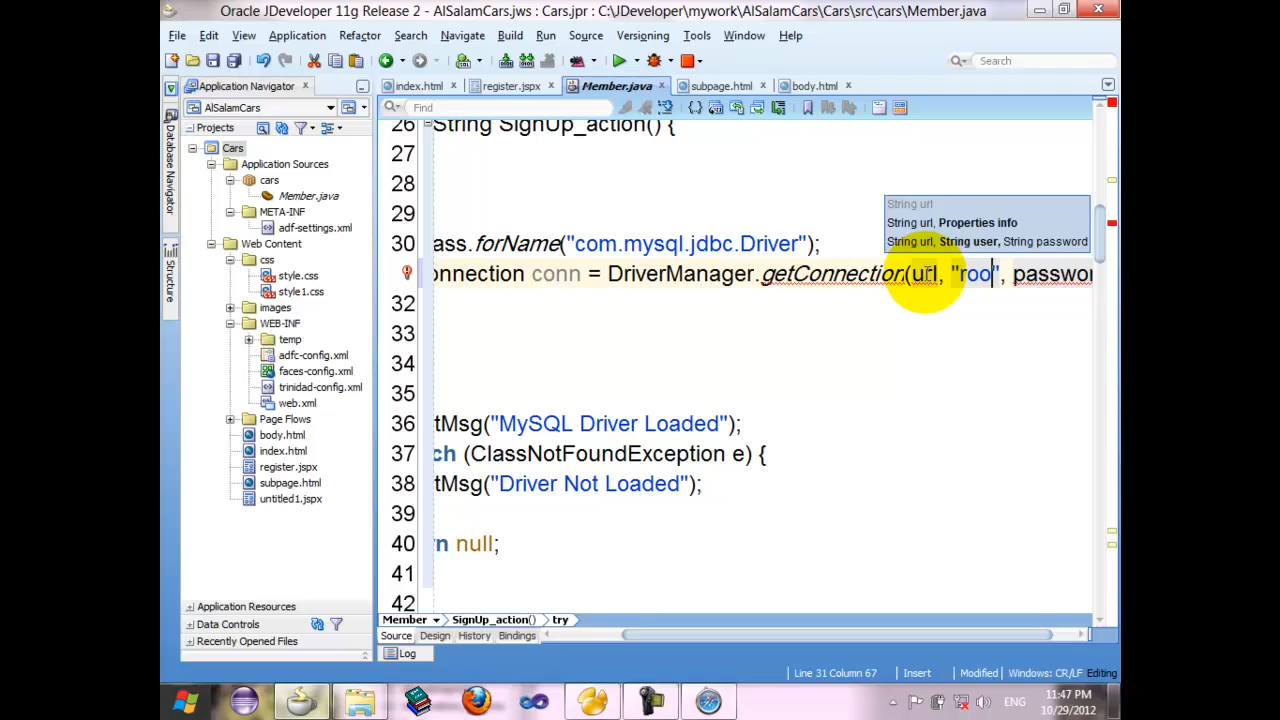 Oracle JDeveloper 11g Release 2 - AlSalamCars.jws : Cars.jpr : C:\JDeveloper\mywork\AlSalamCars\Cars\src\cars\Member.java
File Edit View Application Refactor Search Navigate Build Run Source Versioning Tools Window Help
Search
Application Navigator
index.html register.jspx Member.java subpage.html body.html
AlSalamCars
Find
Projects
Database Navigator
Structure
Cars
Application Sources
cars
Member.java
META-INF
adf-settings.xml
Web Content
css
style.css
style1.css
images
WEB-INF
temp
adfc-config.xml
faces-config.xml
trinidad-config.xml
web.xml
Page Flows
body.html
index.html
register.jspx
subpage.html
untitled1.jspx
Application Resources
Data Controls
Recently Opened Files
26 String SignUp_action() {
27
28
29
String url
String url, Properties info
String url, String user, String password
30 ass.forName("com.mysql.jdbc.Driver");
onnection conn = DriverManager.getConnection(url, "roo", passwor
32
33
34
35
36 tMsg("MySQL Driver Loaded");
37 ch (ClassNotFoundException e) {
38 tMsg("Driver Not Loaded");
39
40 rn null;
41
42
Member SignUp_action() try
Source Design History Bindings
Log
Line 31 Column 67 Insert Modified Windows: CR/LF Editing
ENG
11:47 PM
10/29/2012